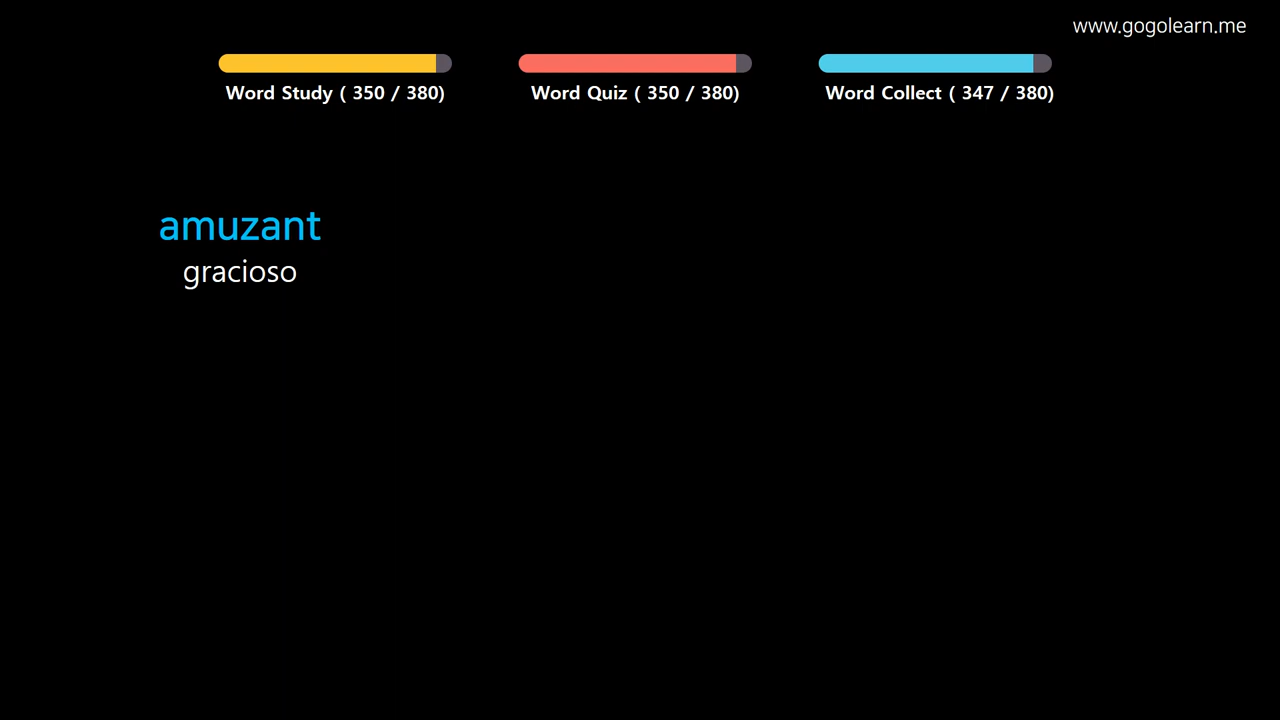 www.gogolearn.me
Word Study ( 350 / 380)
Word Quiz ( 350 / 380)
Word Collect ( 347 / 380)
amuzant
gracioso